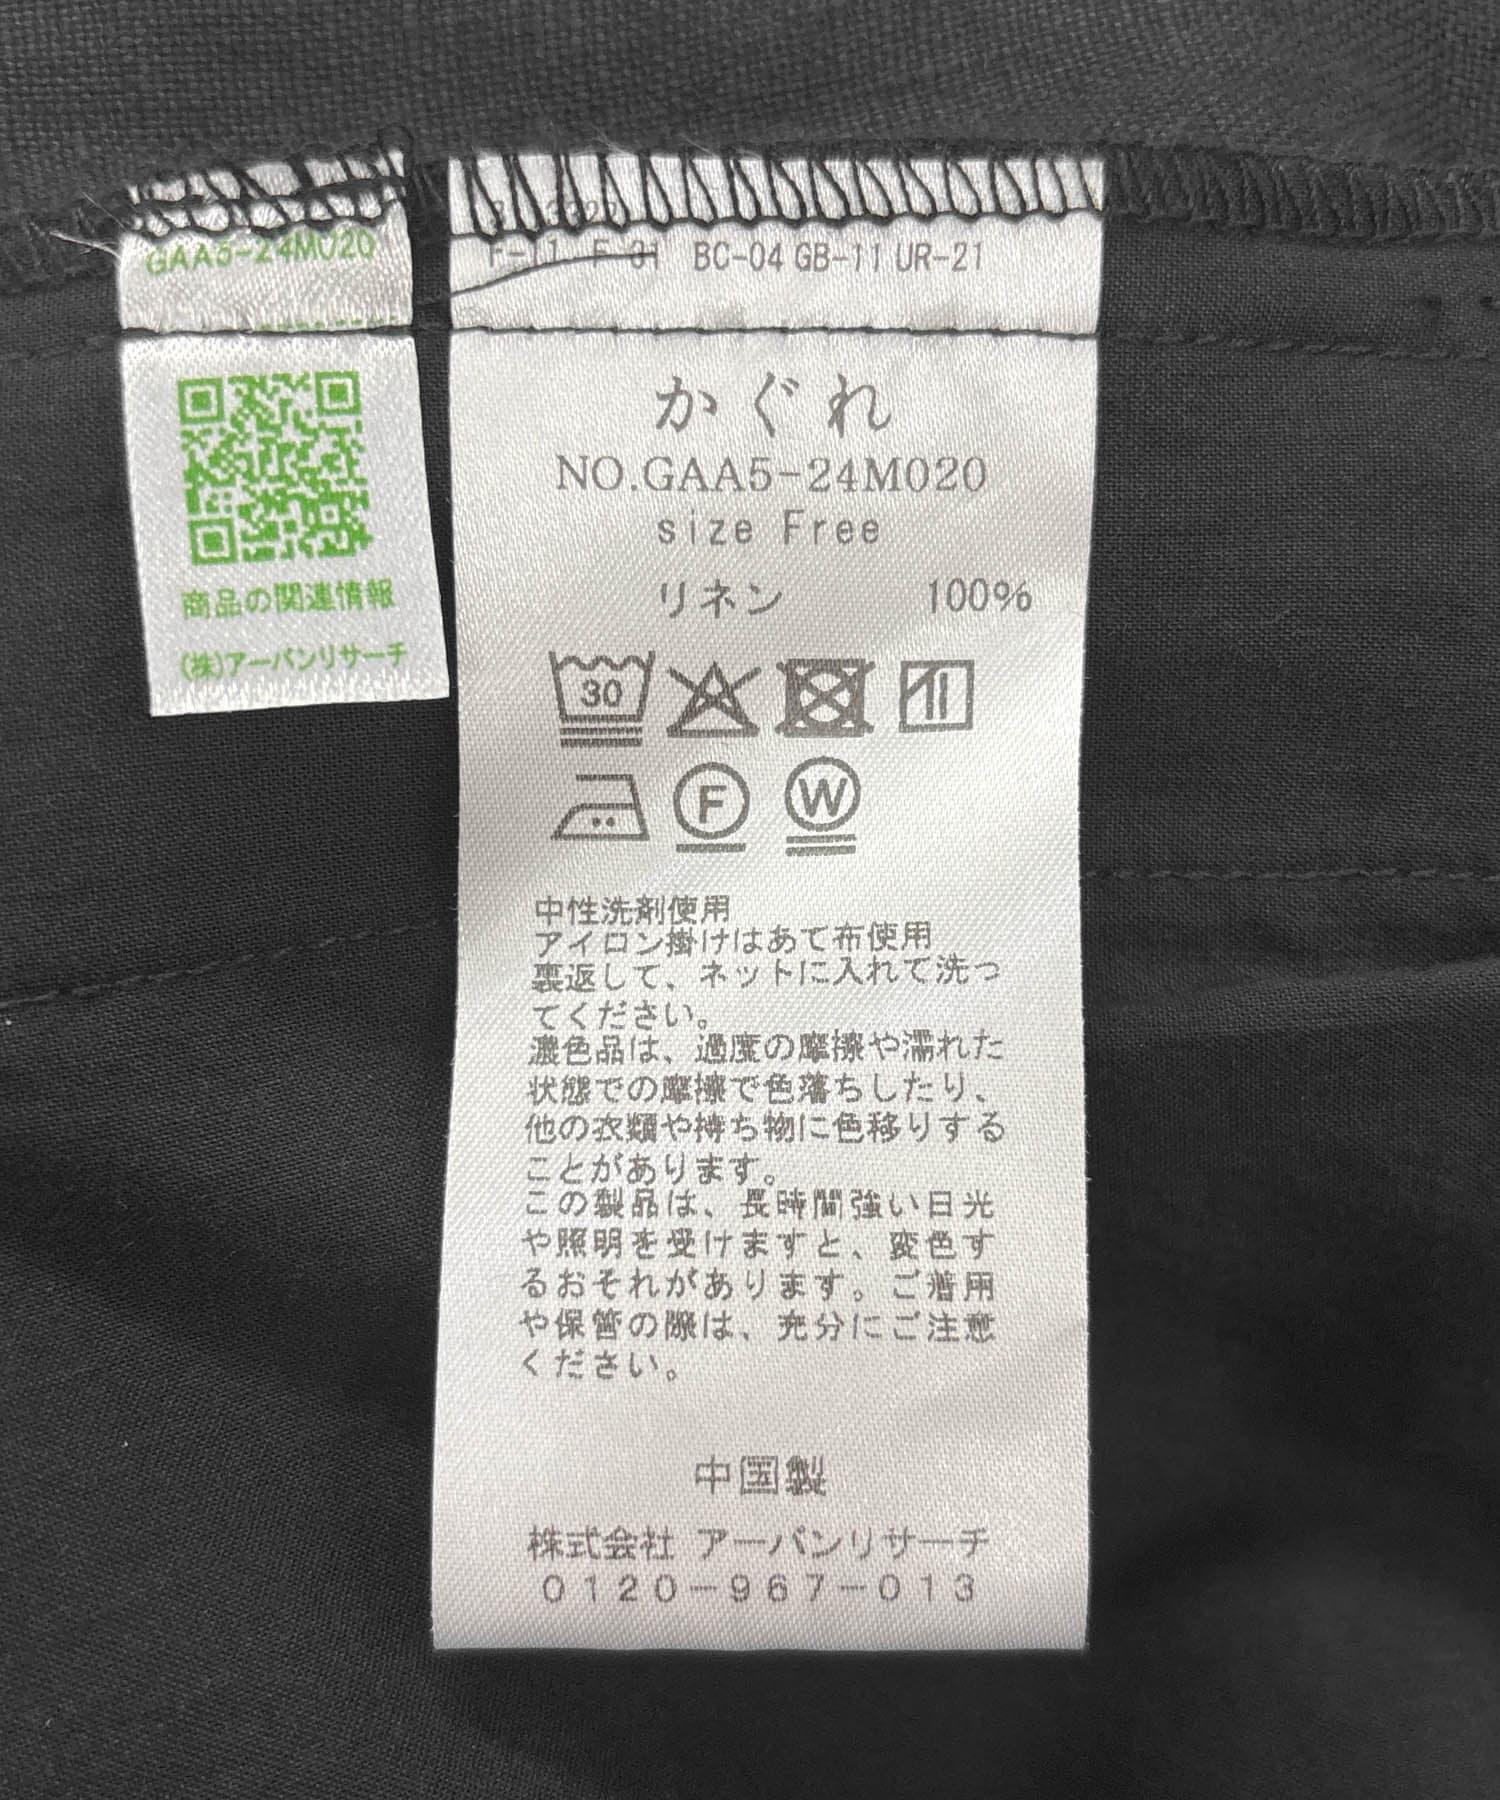 GAA5-24M020
商品の関連情報
(株)アーバンリサーチ
BC-04 GB-11 UR-21
かぐれ
NO.GAA5-24M020
size Free
リネン 100%
30
F W
中性洗剤使用
アイロン掛けはあて布使用
裏返して、ネットに入れて洗っ
てください。
濃色品は、過度の摩擦や濡れた
状態での摩擦で色落ちしたり、
他の衣類や持ち物に色移りする
ことがあります。
この製品は、長時間強い日光
や照明を受けますと、変色す
るおそれがあります。ご着用
や保管の際は、充分にご注意
ください。
中国製
株式会社 アーバンリサーチ
0120-967-013